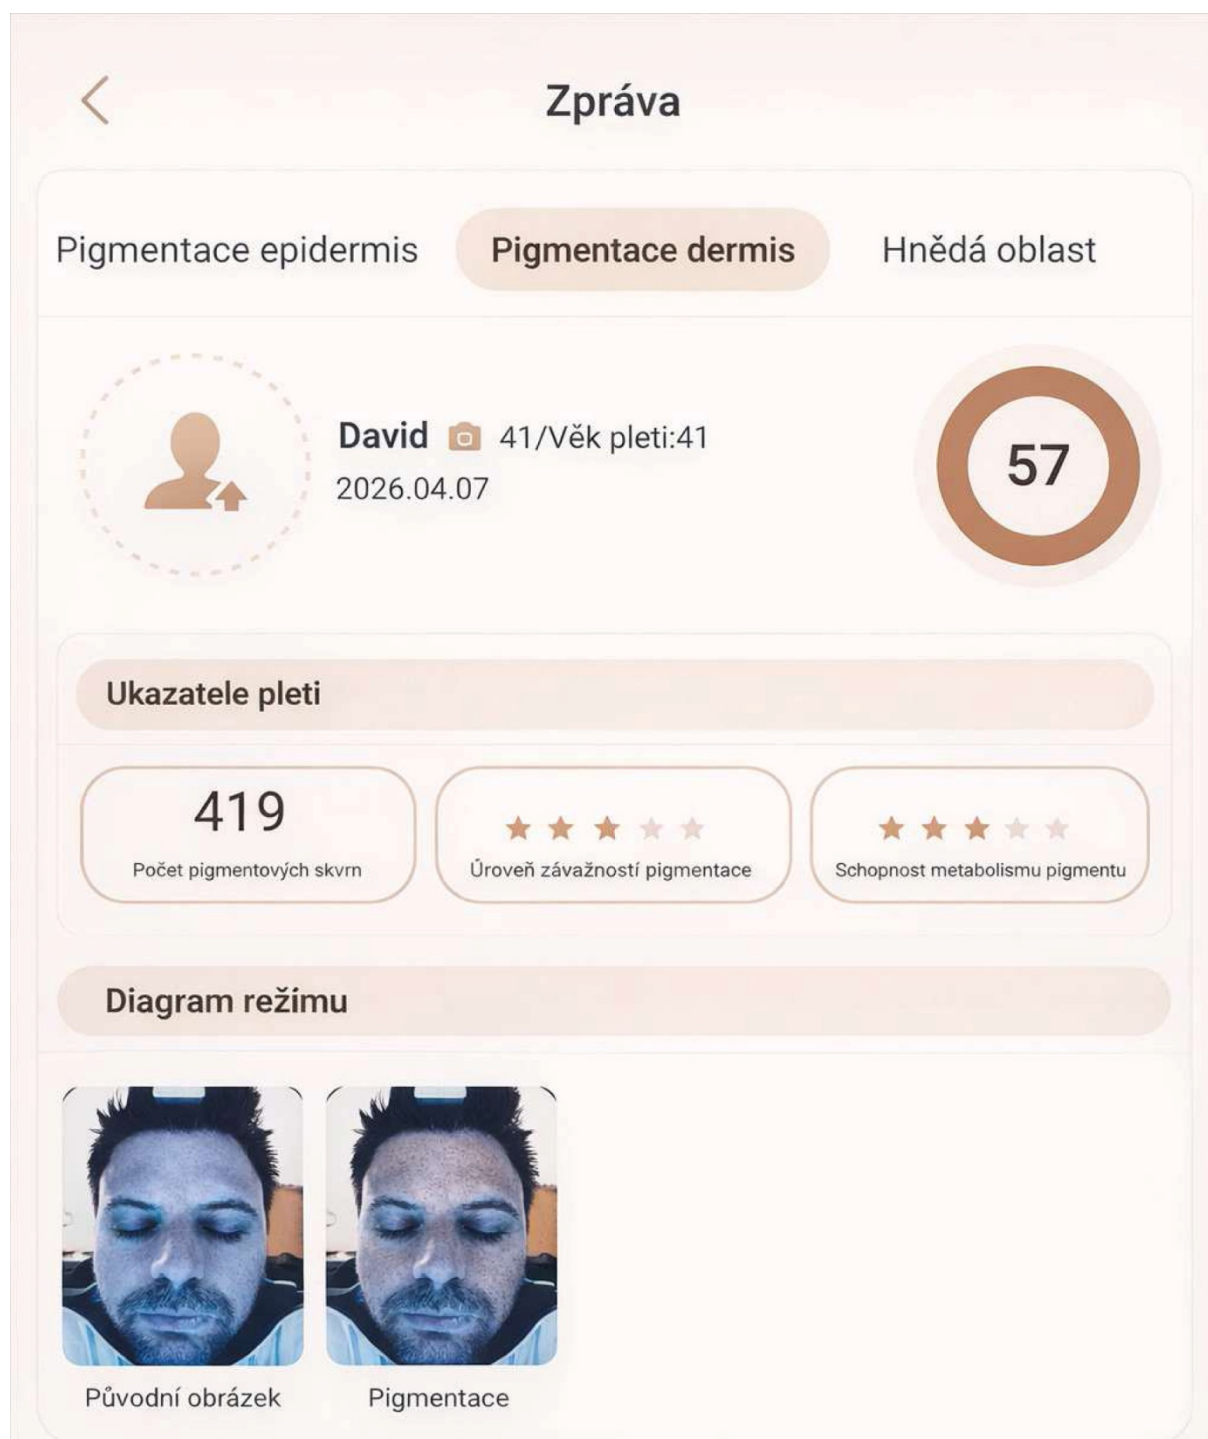 Zpráva
Pigmentace epidermis Pigmentace dermis Hnědá oblast
David 41/Věk pleti:41
2026.04.07
57
Ukazatele pleti
419
Počet pigmentových skvrn
Úroveň závažností pigmentace
Schopnost metabolismu pigmentu
Diagram režímu
Původní obrázek Pigmentace